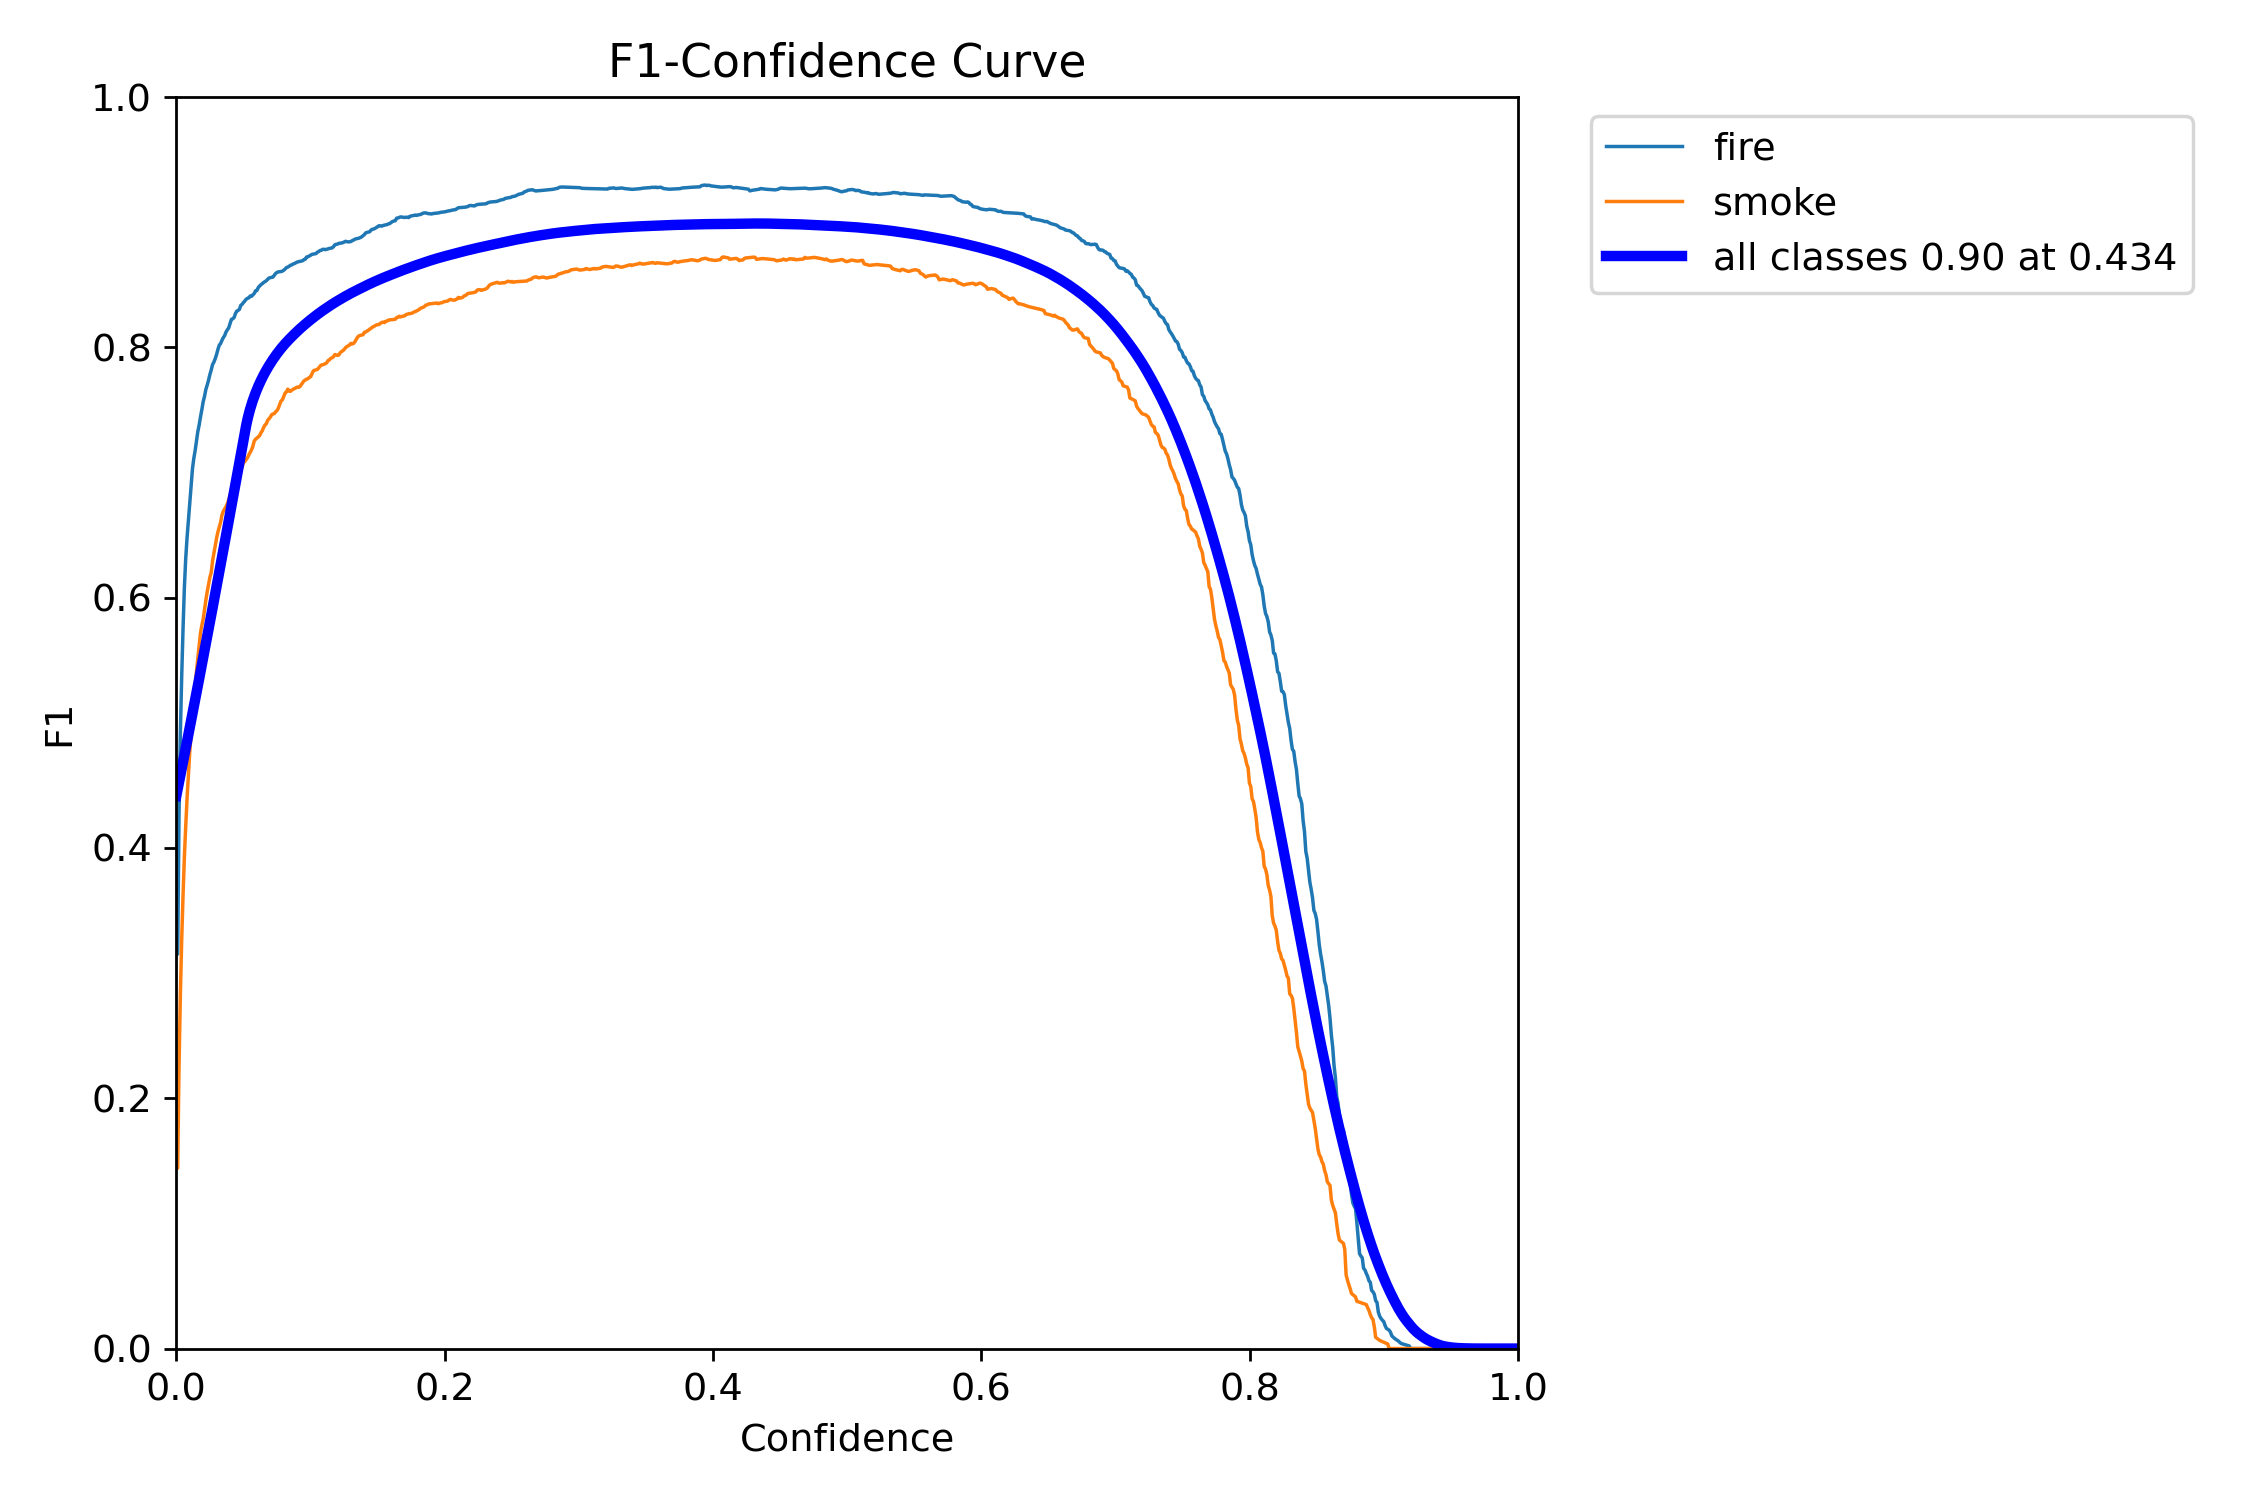 F1-Confidence Curve
1.0
0.8
0.6
0.4
0.2
0.0
F1
0.0 0.2 0.4 0.6 0.8 1.0
Confidence
fire
smoke
all classes 0.90 at 0.434